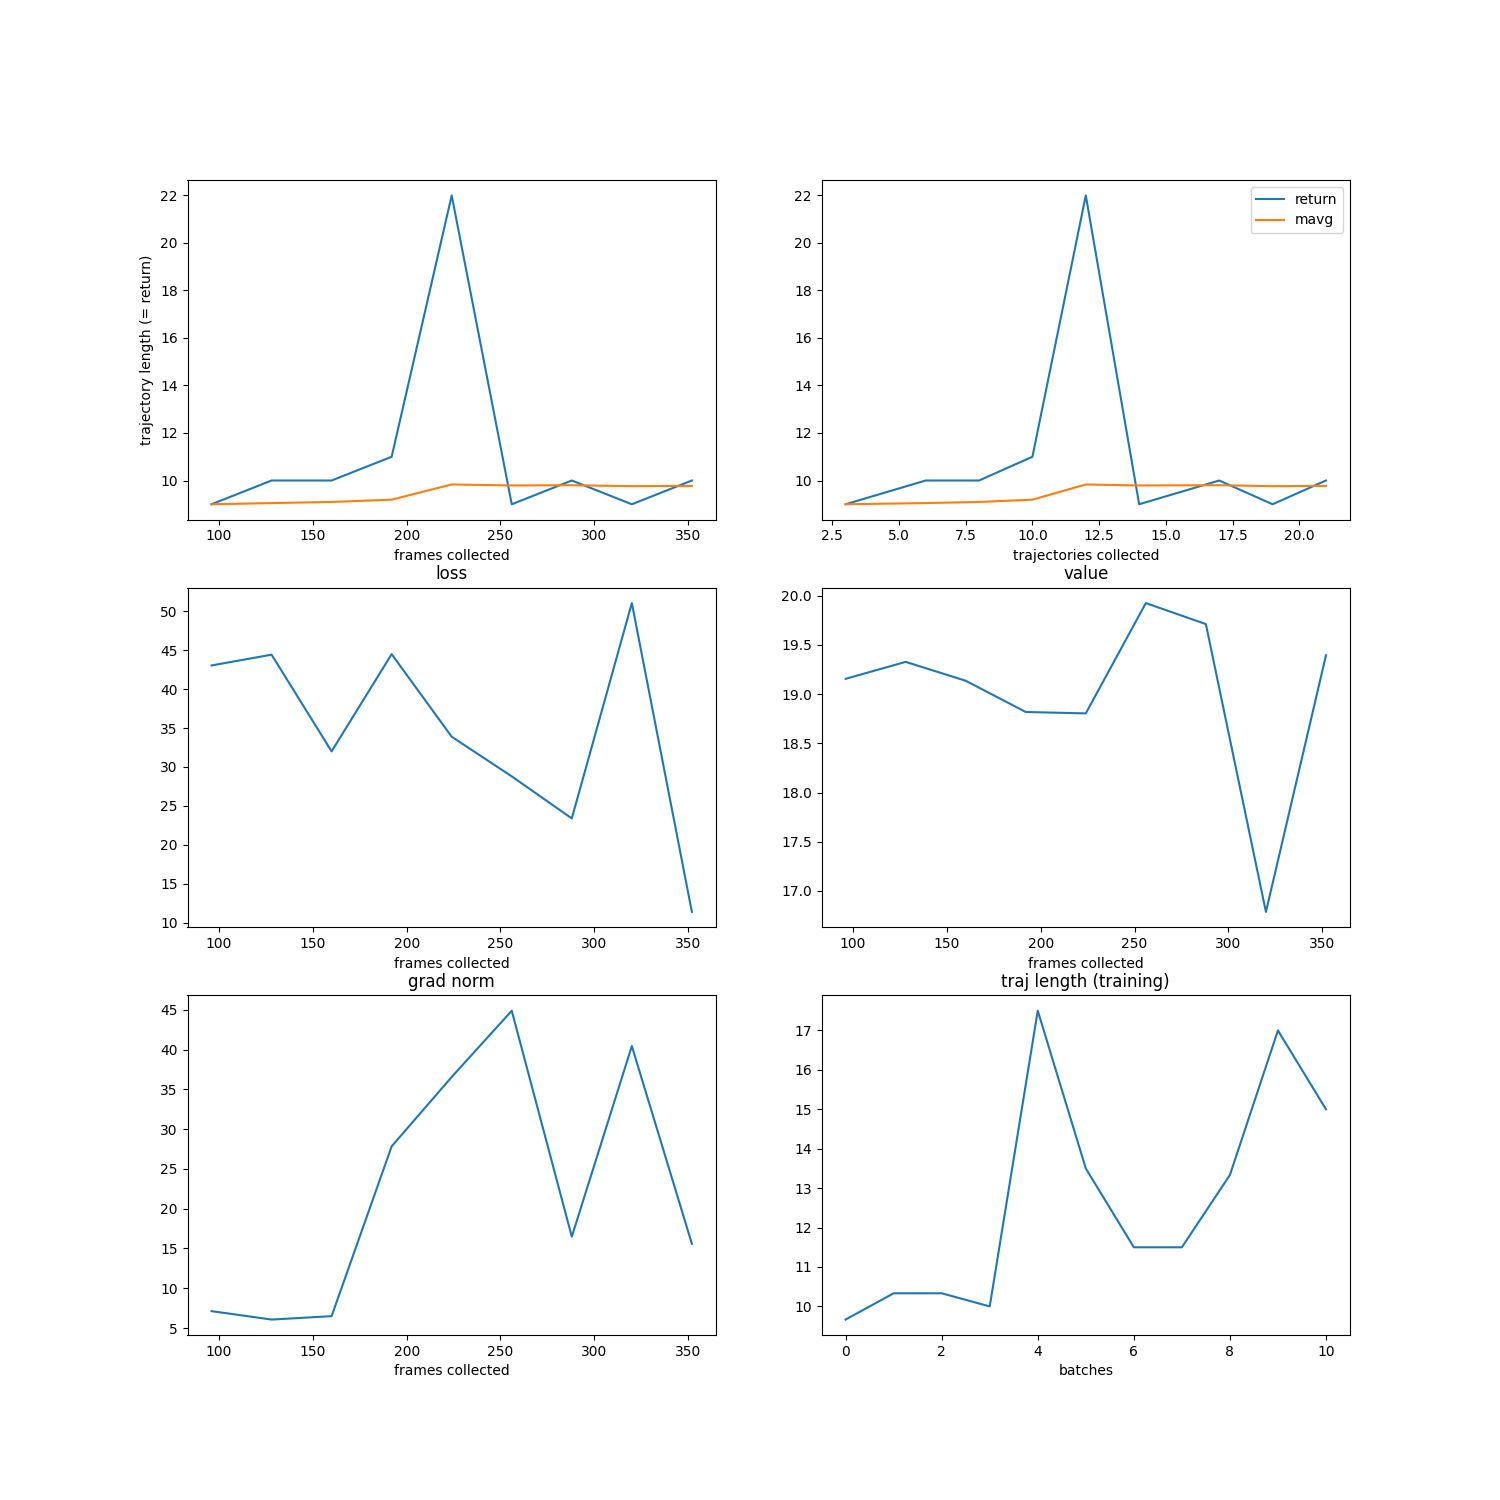 trajectory length (= return)
22
20
18
16
14
12
10
100 150 200 250 300 350
frames collected
return
mavg
22
20
18
16
14
12
10
2.5 5.0 7.5 10.0 12.5 15.0 17.5 20.0
trajectories collected
loss
50
45
40
35
30
25
20
15
10
100 150 200 250 300 350
frames collected
value
20.0
19.5
19.0
18.5
18.0
17.5
17.0
100 150 200 250 300 350
frames collected
grad norm
45
40
35
30
25
20
15
10
5
100 150 200 250 300 350
frames collected
traj length (training)
17
16
15
14
13
12
11
10
0 2 4 6 8 10
batches